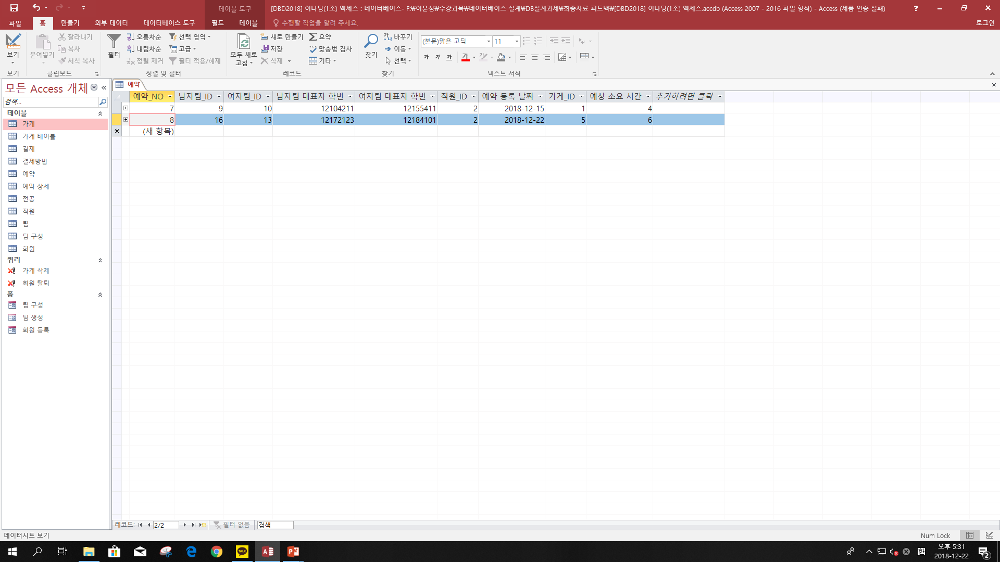 테이블 도구
[DBD2018] 이나팅(1조) 액세스 : 데이터베이스- F:₩이윤성₩수강과목₩데이터베이스 설계₩DB설계과제₩최종자료 피드백₩[DBD2018] 이나팅(1조) 액세스.accdb (Access 2007 - 2016 파일 형식) - Access (제품 인증 실패)
파일 홈 만들기 외부 데이터 데이터베이스 도구 필드 테이블 수행할 작업을 알려 주세요. 로그인
잘라내기 오름차순 선택 영역 새로 만들기 요약 바꾸기 (본문)맑은 고딕 11
보기 붙여넣기 복사 필터 내림차순 고급 모두 새로 고침 저장 맞춤법 검사 찾기 이동
서식 복사 정렬 제거 필터 적용/해제 삭제 기타 선택 가 가 가 가
보기 클립보드 정렬 및 필터 레코드 찾기 텍스트 서식
모든 Access 개체
검색...
테이블
가게
가게 테이블
결제
결제방법
예약
예약 상세
전공
직원
팀
팀 구성
회원
쿼리
가게 삭제
회원 탈퇴
폼
팀 구성
팀 생성
회원 등록
예약
예약_NO 남자팀_ID 여자팀_ID 남자팀 대표자 학번 여자팀 대표자 학번 직원_ID 예약 등록 날짜 가게_ID 예상 소요 시간 추가하려면 클릭
7 9 10 12104211 12155411 2 2018-12-15 1 4
8 16 13 12172123 12184101 2 2018-12-22 5 6
(새 항목)
레코드: 2/2 필터 없음 검색
데이터시트 보기 Num Lock
TALK 한 오후 5:31
2018-12-22 2